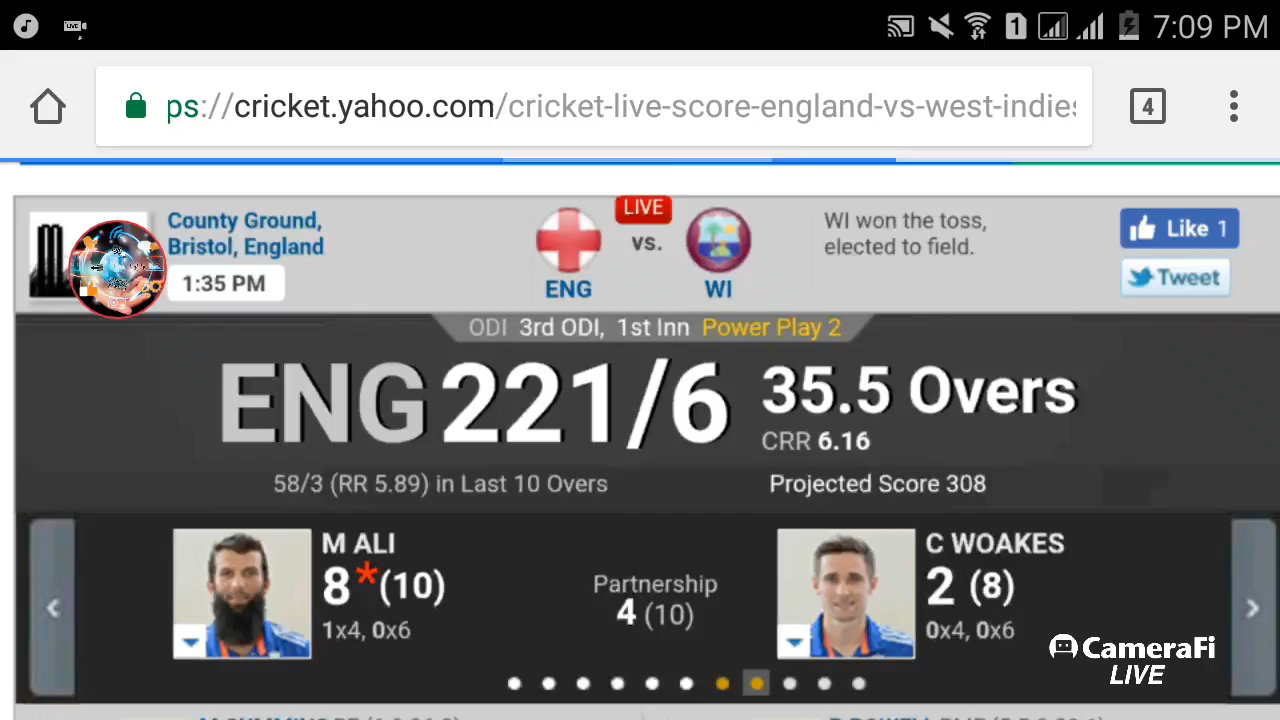 LIVE
1
7:09 PM
ps://cricket.yahoo.com/cricket-live-score-england-vs-west-indies
4
County Ground,
Bristol, England
1:35 PM
LIVE
vs.
ENG
WI
WI won the toss,
elected to field.
Like 1
Tweet
ODI 3rd ODI, 1st Inn Power Play 2
ENG 221/6
35.5 Overs
CRR 6.16
58/3 (RR 5.89) in Last 10 Overs
Projected Score 308
M ALI
8*(10)
1x4, 0x6
Partnership
4 (10)
C WOAKES
2 (8)
0x4, 0x6
CameraFi
LIVE